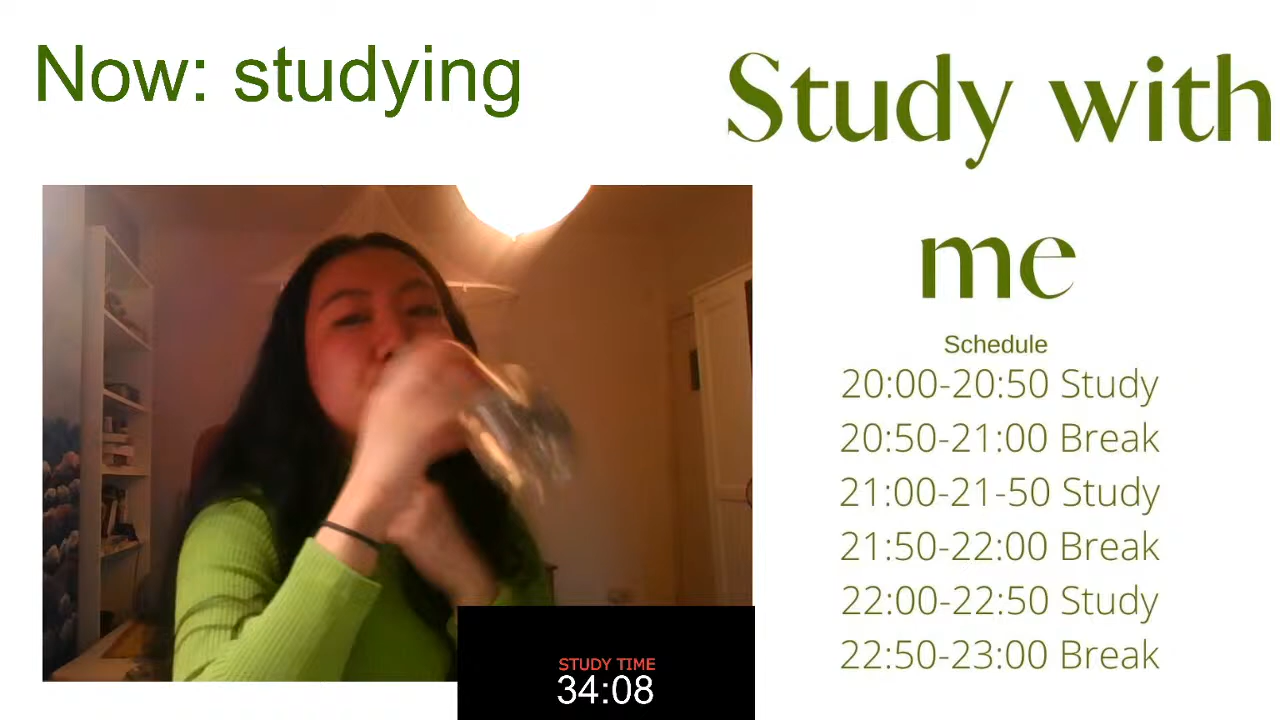 Now: studying
Study with
me
Schedule
20:00-20:50 Study
20:50-21:00 Break
21:00-21-50 Study
21:50-22:00 Break
22:00-22:50 Study
22:50-23:00 Break
STUDY TIME
34:08